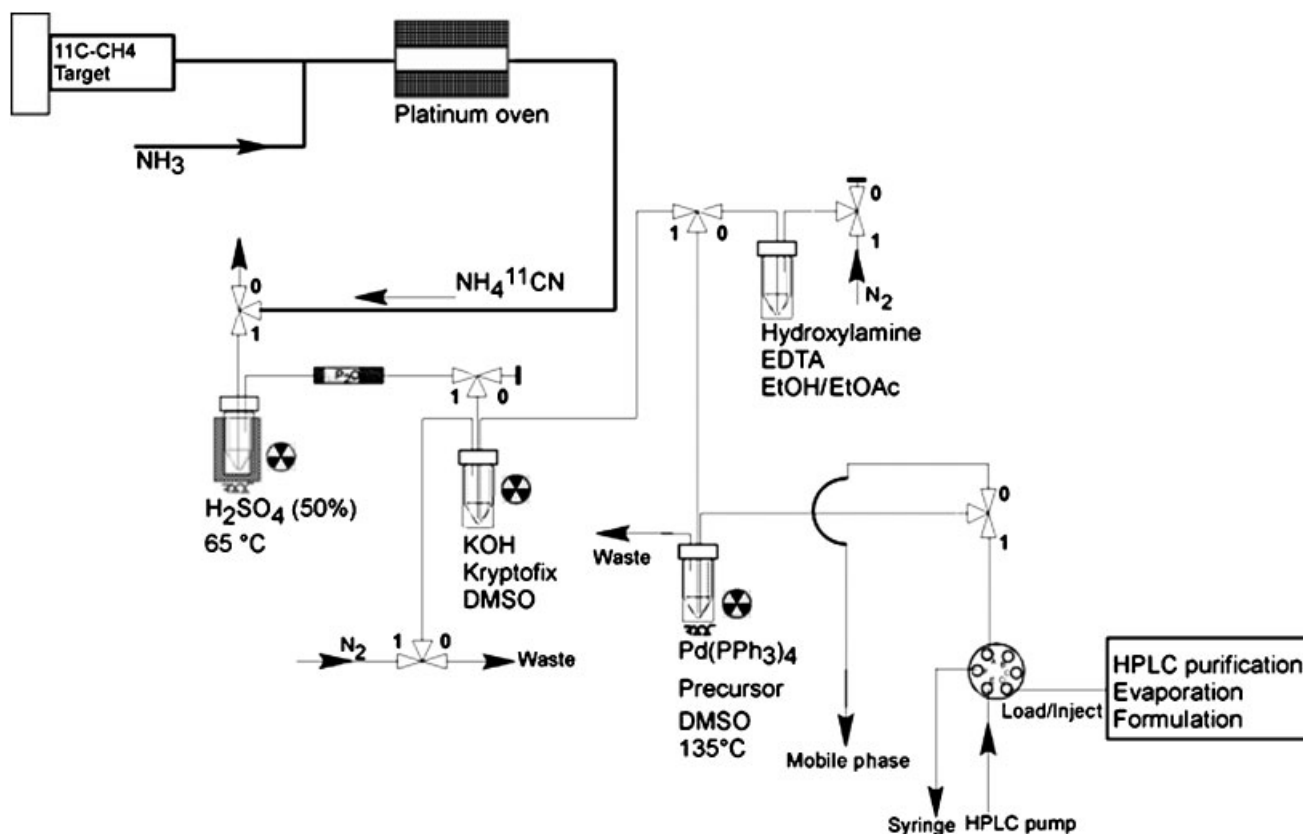 11C-CH4
Target
Platinum oven
NH3
0
1
NH4 11CN
0
1
1 0
N2
Hydroxylamine
EDTA
EtOH/EtOAc
1 0
H2SO4 (50%)
65 °C
KOH
Kryptofix
DMSO
0
1
Waste
N2
1 0
Waste
Pd(PPh3)4
Precursor
DMSO
135°C
Mobile phase
Load/Inject
HPLC purification
Evaporation
Formulation
Syringe HPLC pump